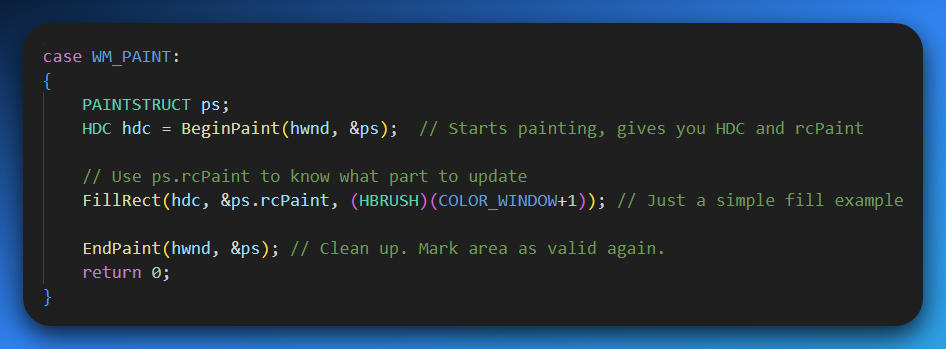 case WM_PAINT:
{
    PAINTSTRUCT ps;
    HDC hdc = BeginPaint(hwnd, &ps);  // Starts painting, gives you HDC and rcPaint

    // Use ps.rcPaint to know what part to update
    FillRect(hdc, &ps.rcPaint, (HBRUSH)(COLOR_WINDOW+1)); // Just a simple fill example

    EndPaint(hwnd, &ps); // Clean up. Mark area as valid again.
    return 0;
}